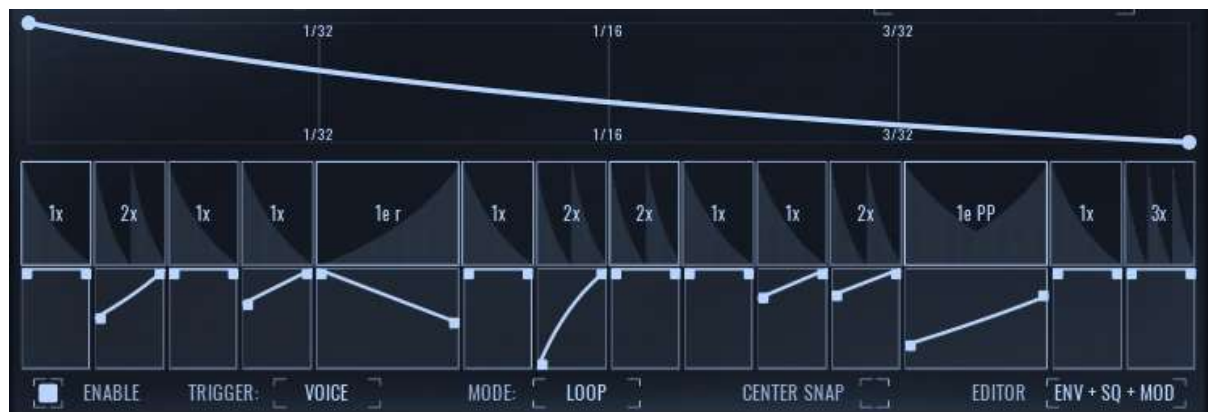 1/32 1/16 3/32
1/32 1/16 3/32
1x 2x 1x 1x 1e r 1x 2x 2x 1x 1x 2x 1e PP 1x 3x
ENABLE TRIGGER: VOICE MODE: LOOP CENTER SNAP EDITOR ENV + SQ + MOD